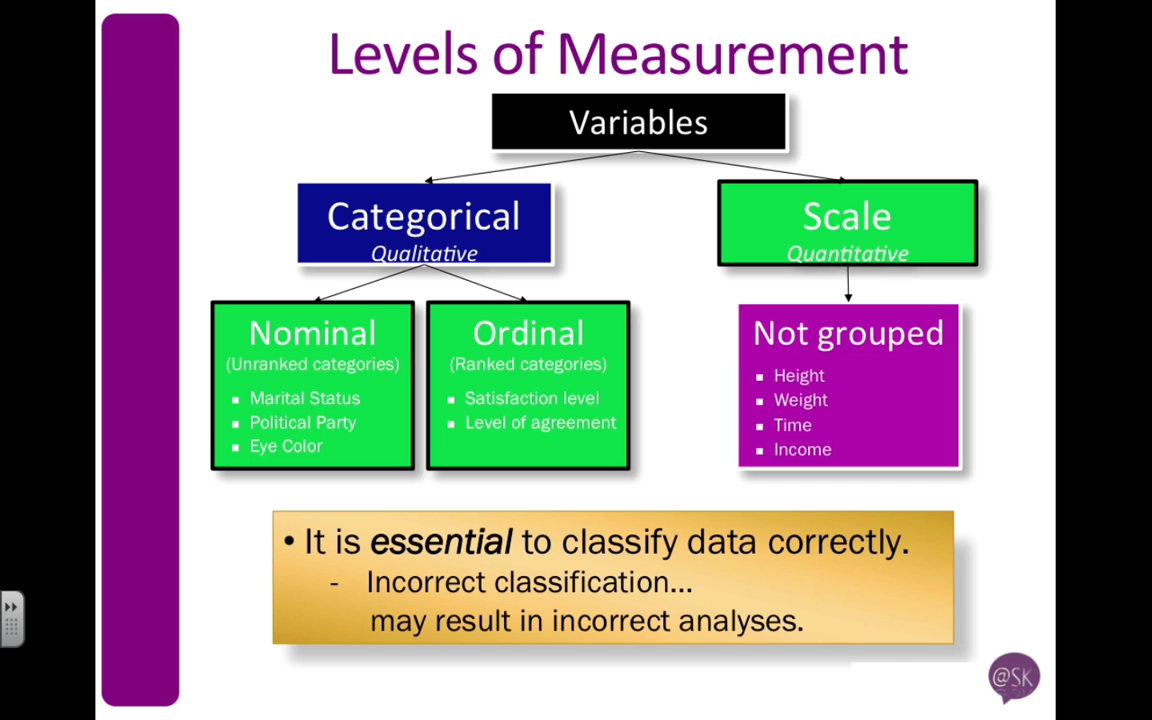 Levels of Measurement
Variables
Categorical
Qualitative
Scale
Quantitative
Nominal
(Unranked categories)
▪ Marital Status
▪ Political Party
▪ Eye Color
Ordinal
(Ranked categories)
▪ Satisfaction level
▪ Level of agreement
Not grouped
▪ Height
▪ Weight
▪ Time
▪ Income
• It is essential to classify data correctly.
- Incorrect classification...
may result in incorrect analyses.
@SK